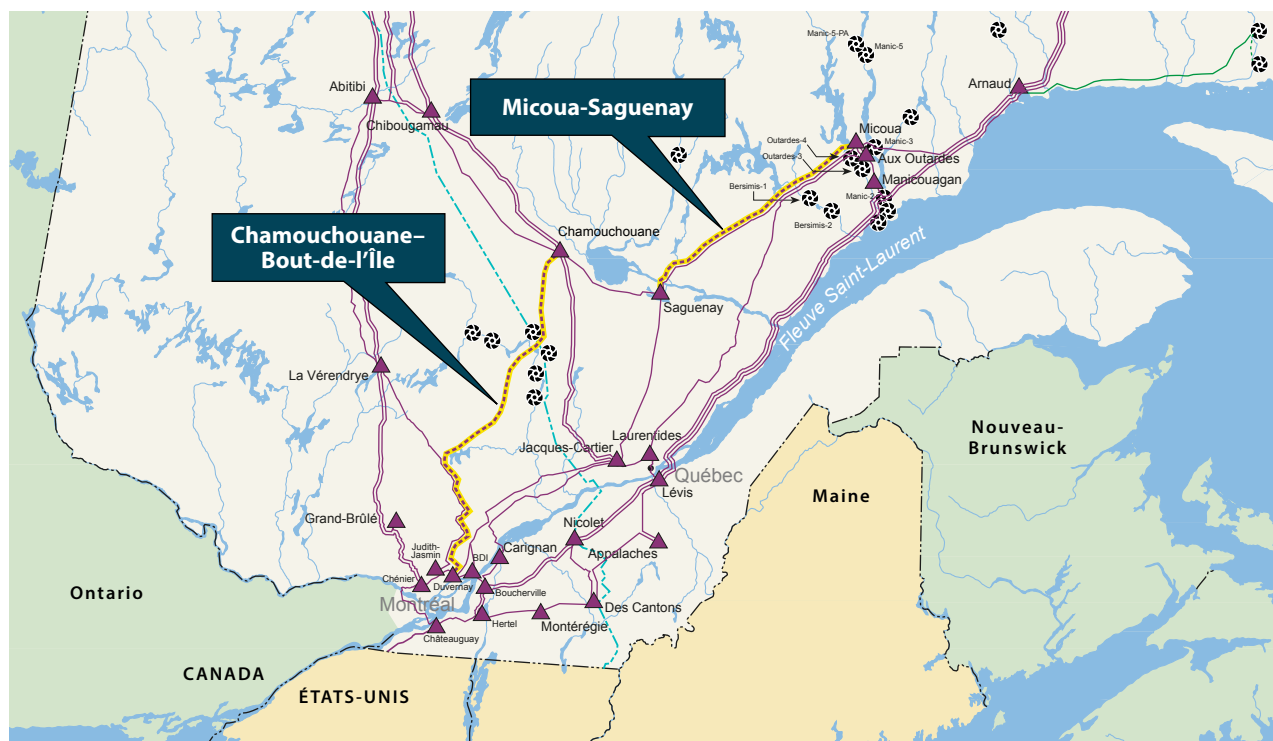 Manic-5-PA
Manic-5
Arnaud
Abitibi
Chibougamau
Micoua-Saguenay
Micoua
Outardes-4
Manic-3
Outardes-3
Aux Outardes
Manicouagan
Bersimis-1
Manic-2
Bersimis-2
Chamouchouane–
Bout-de-l'Île
Chamouchouane
Saguenay
Fleuve Saint-Laurent
La Vérendrye
Nouveau-
Brunswick
Laurentides
Jacques-Cartier
Québec
Lévis
Maine
Grand-Brûlé
Nicolet
Appalaches
Judith-
Jasmin
BDI
Carignan
Chénier
Duvernay
Boucherville
Montréal
Ontario
Des Cantons
Hertel
Montérégie
Châteauguay
CANADA
ÉTATS-UNIS